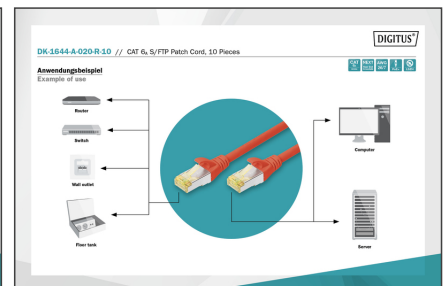 DIGITUS®
DK-1644-A-020-R-10 // CAT 6A S/FTP Patch Cord, 10 Pieces
Anwendungsbeispiel
Example of use
Router
Switch
Wall outlet
Floor tank
Computer
Server